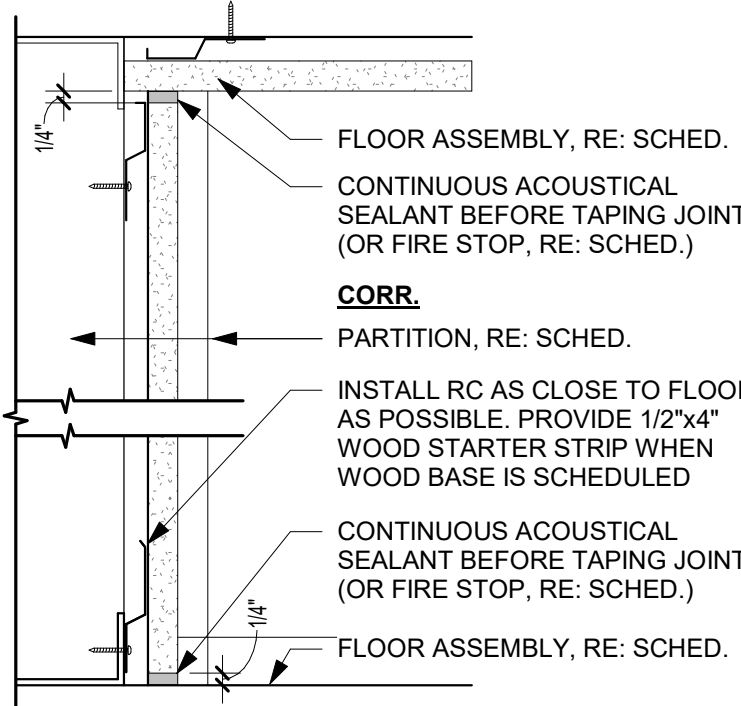 1/4"
FLOOR ASSEMBLY, RE: SCHED.
CONTINUOUS ACOUSTICAL
SEALANT BEFORE TAPING JOINT
(OR FIRE STOP, RE: SCHED.)
CORR.
PARTITION, RE: SCHED.
INSTALL RC AS CLOSE TO FLOOR
AS POSSIBLE. PROVIDE 1/2"x4"
WOOD STARTER STRIP WHEN
WOOD BASE IS SCHEDULED
CONTINUOUS ACOUSTICAL
SEALANT BEFORE TAPING JOINT
(OR FIRE STOP, RE: SCHED.)
1/4"
FLOOR ASSEMBLY, RE: SCHED.